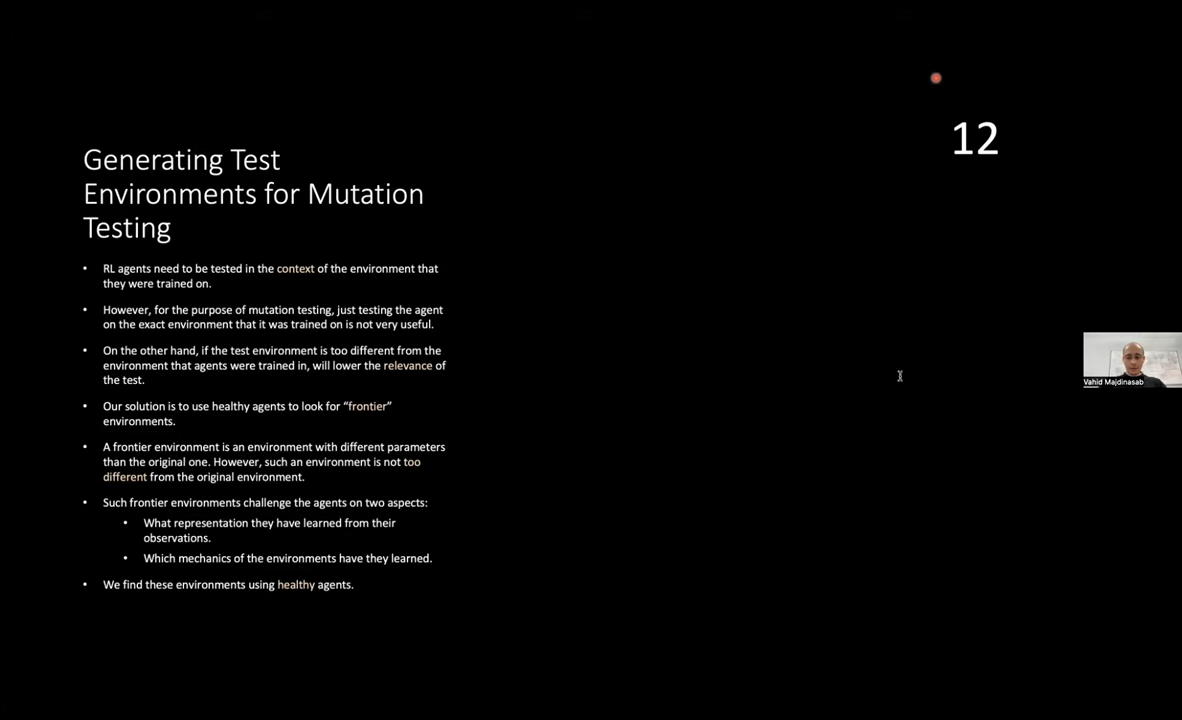 12
Generating Test
Environments for Mutation
Testing
• RL agents need to be tested in the context of the environment that
they were trained on.
• However, for the purpose of mutation testing, just testing the agent
on the exact environment that it was trained on is not very useful.
• On the other hand, if the test environment is too different from the
environment that agents were trained in, will lower the relevance of
the test.
• Our solution is to use healthy agents to look for “frontier”
environments.
• A frontier environment is an environment with different parameters
than the original one. However, such an environment is not too
different from the original environment.
• Such frontier environments challenge the agents on two aspects:
• What representation they have learned from their
observations.
• Which mechanics of the environments have they learned.
• We find these environments using healthy agents.
Vahid Majdinasab